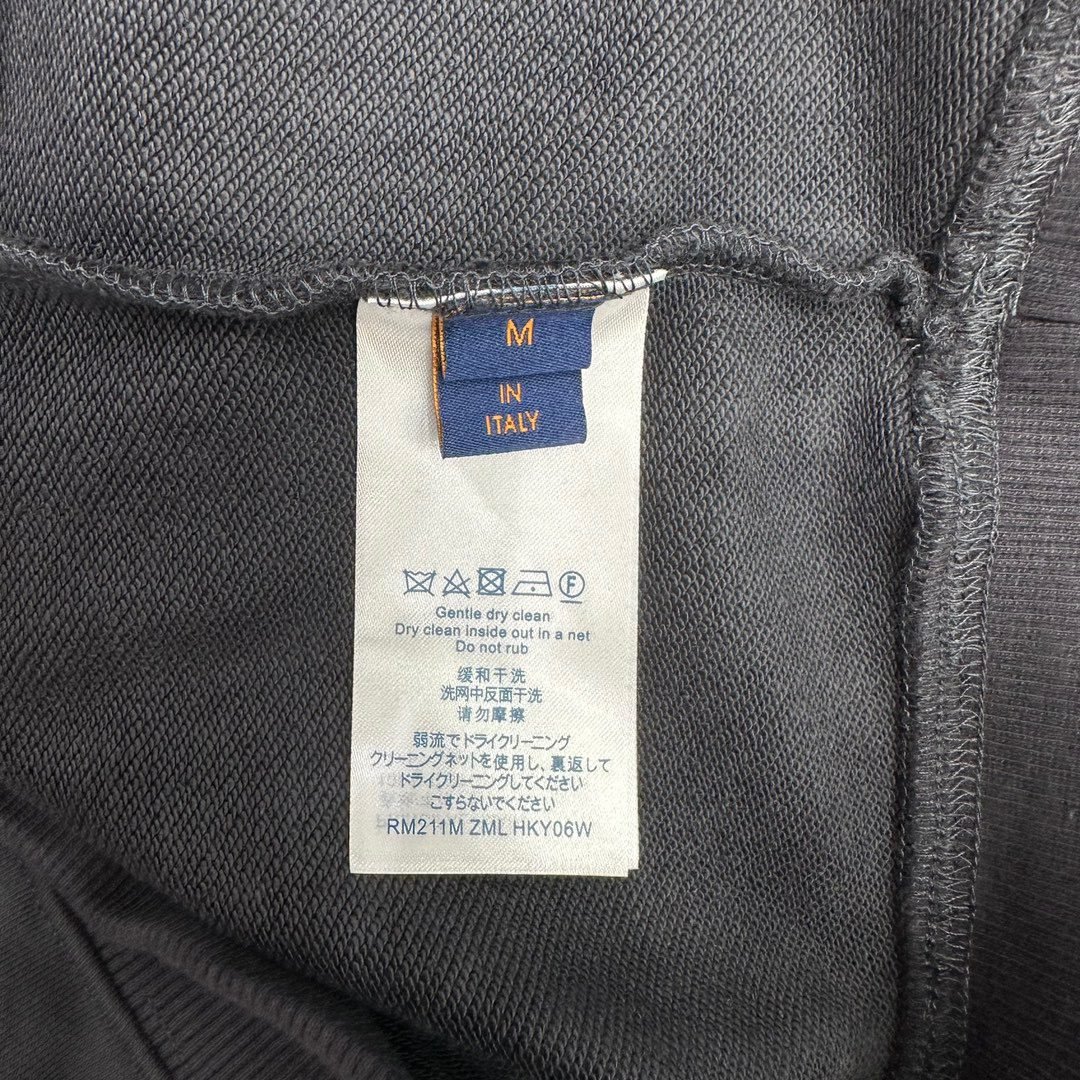 M
IN
ITALY
F
Gentle dry clean
Dry clean inside out in a net
Do not rub
缓和干洗
洗网中反面干洗
请勿摩擦
弱流でドライクリーニング
クリーニングネットを使用し、裏返して
ドライクリーニングしてください
こすらないでください
RM211M ZML HKY06W